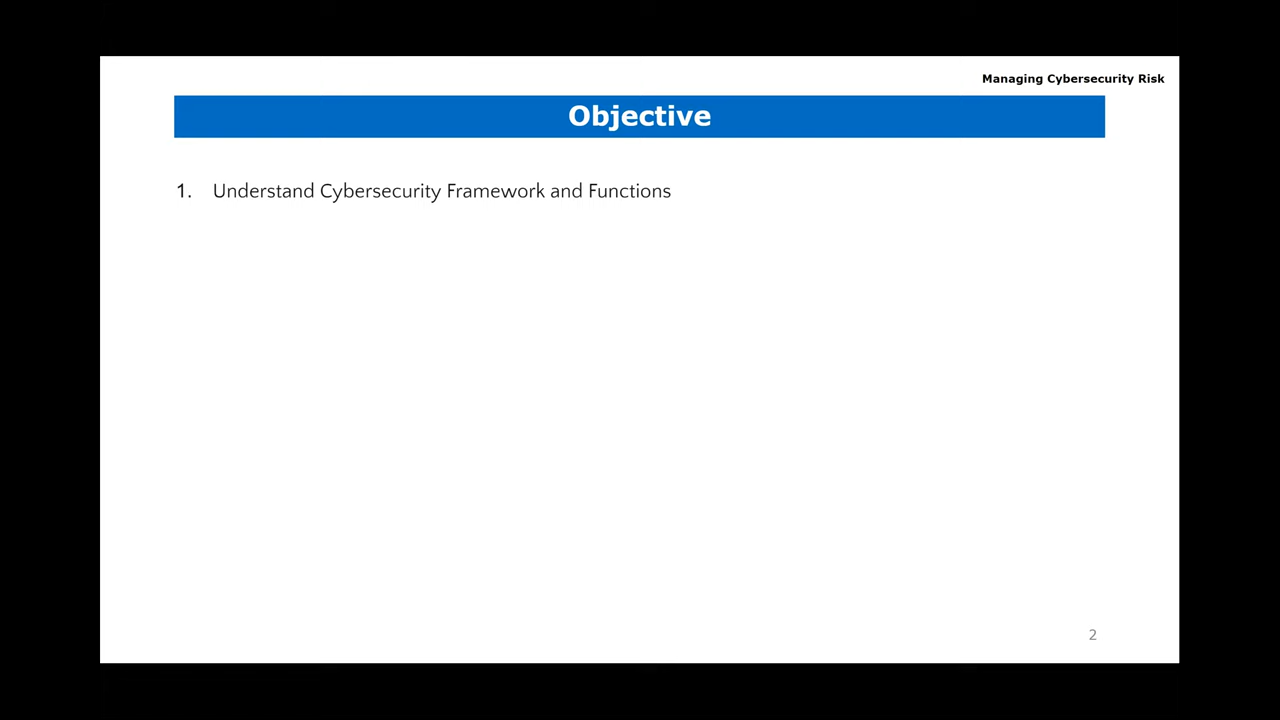 Managing Cybersecurity Risk
Objective
1. Understand Cybersecurity Framework and Functions
2